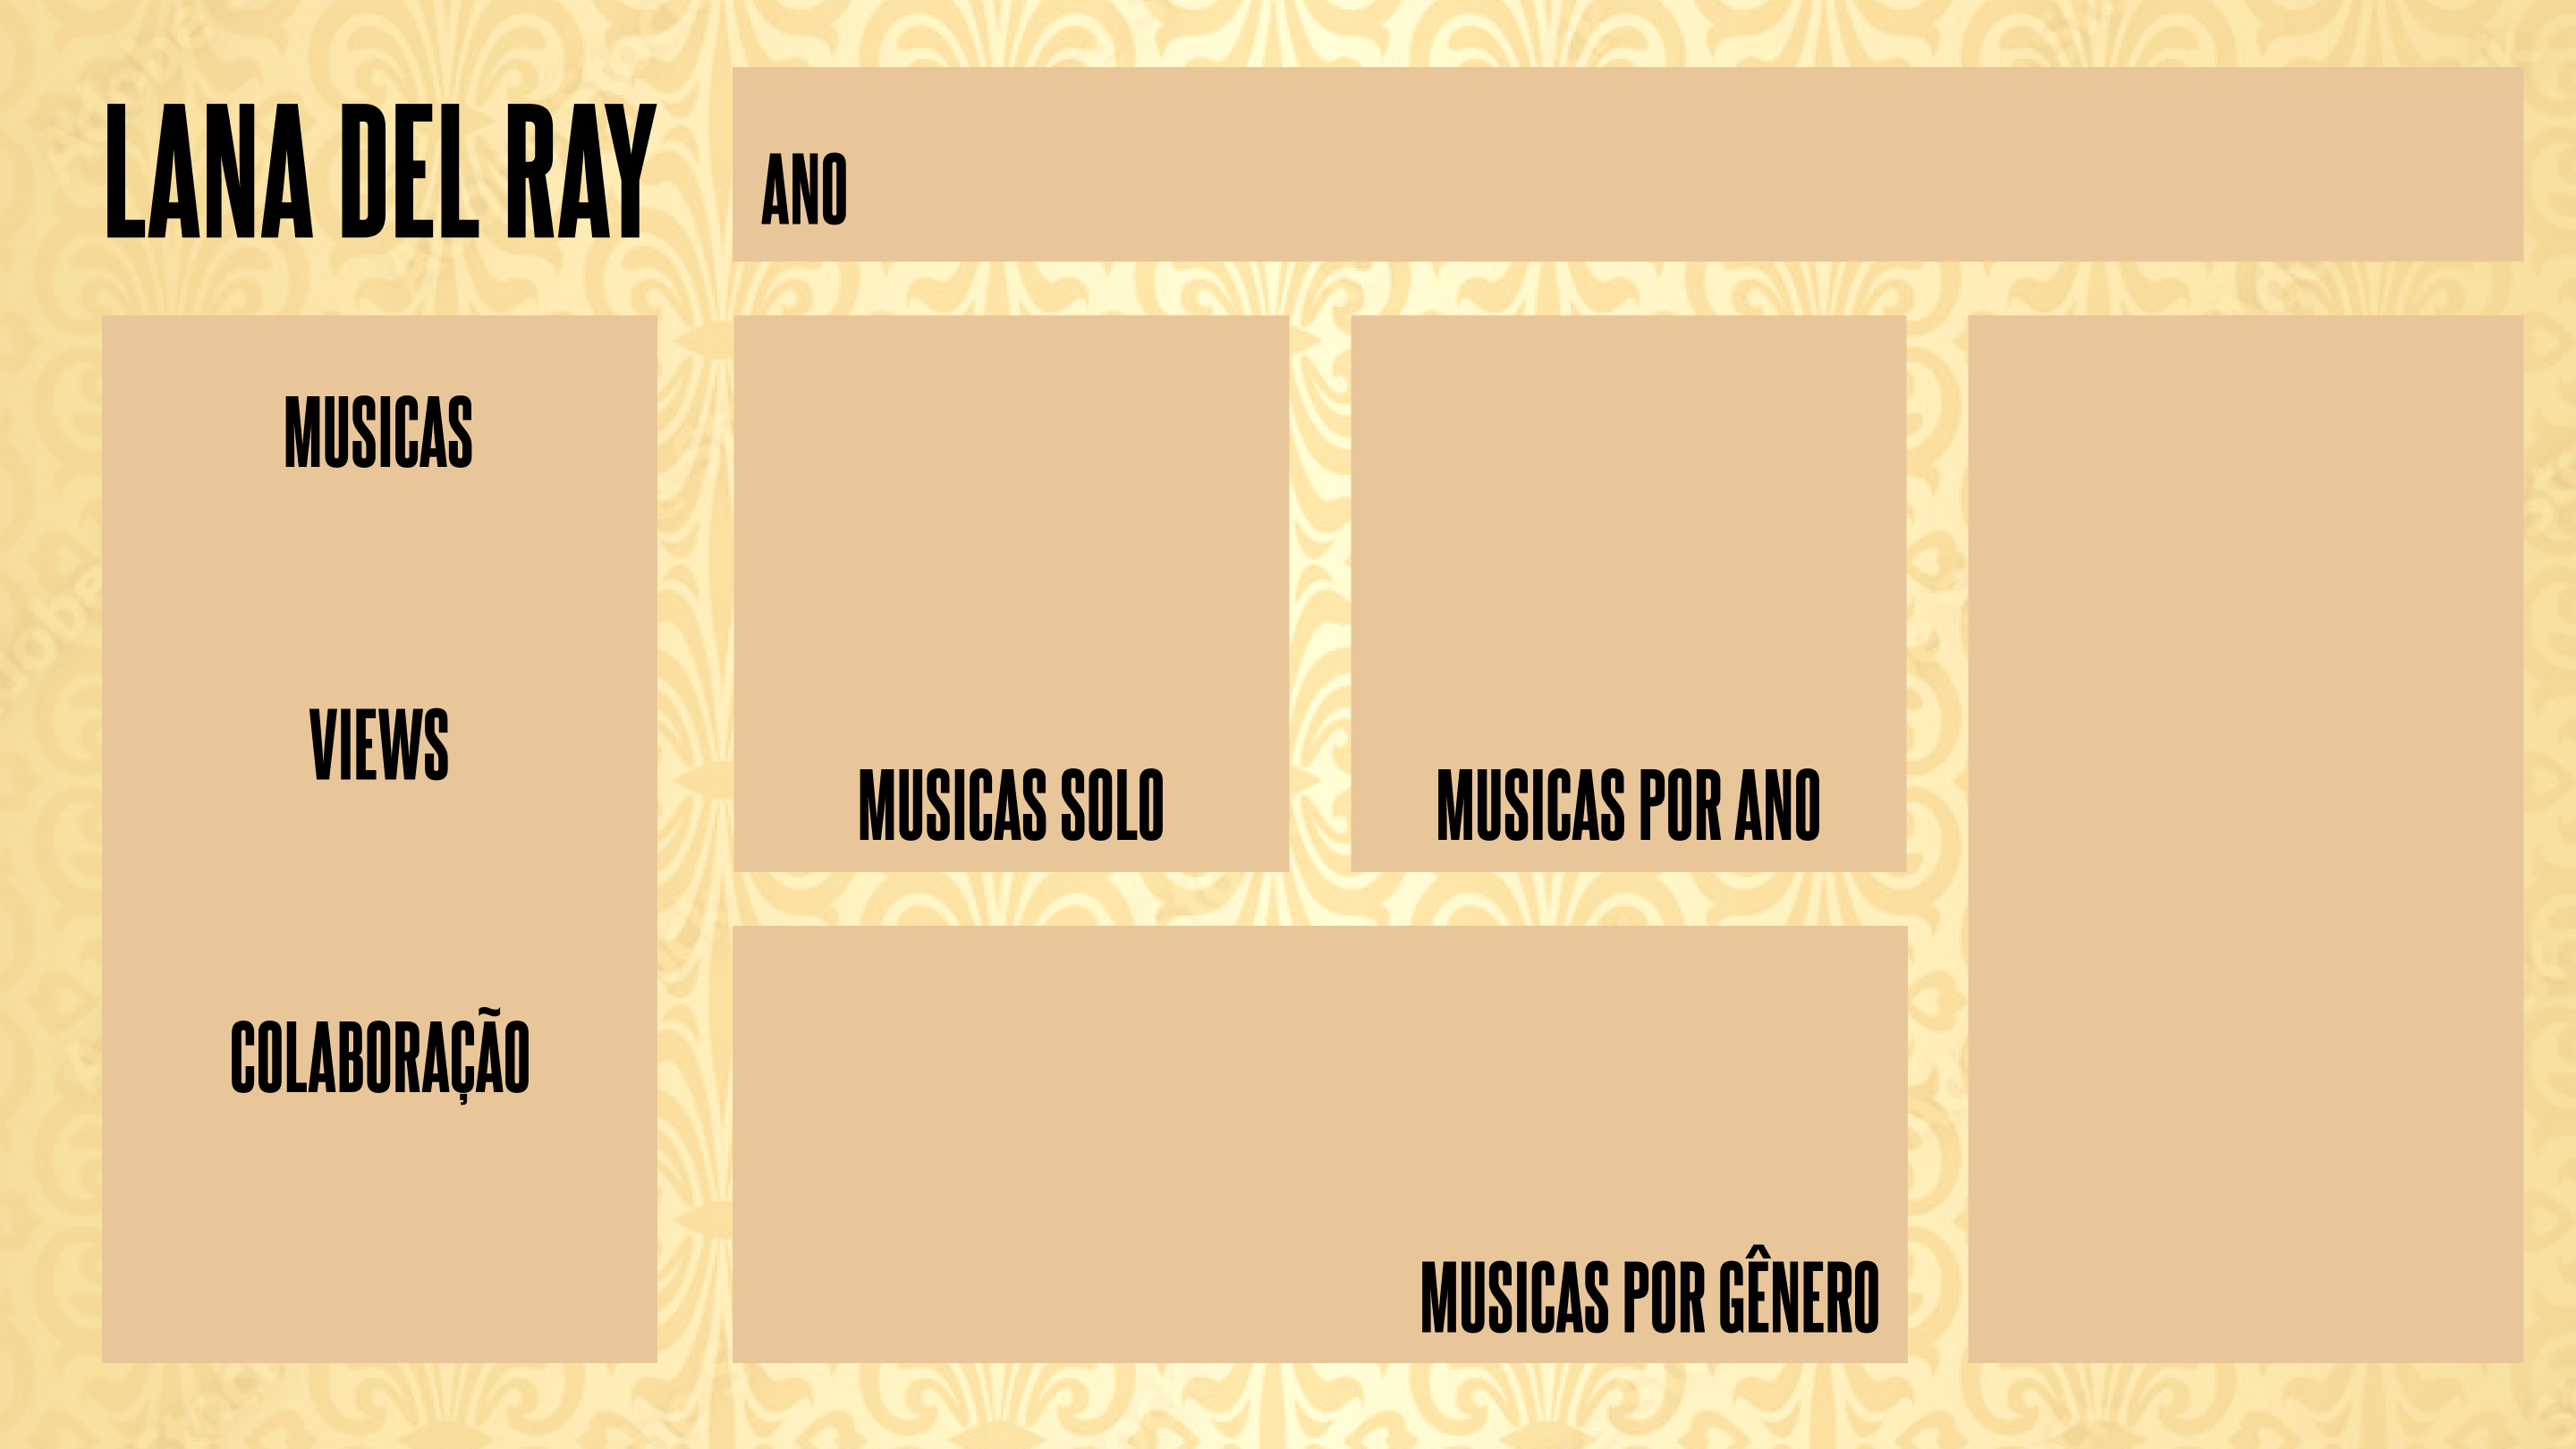 LANA DEL RAY
ANO
MUSICAS
VIEWS
COLABORAÇÃO
MUSICAS SOLO
MUSICAS POR ANO
MUSICAS POR GÊNERO